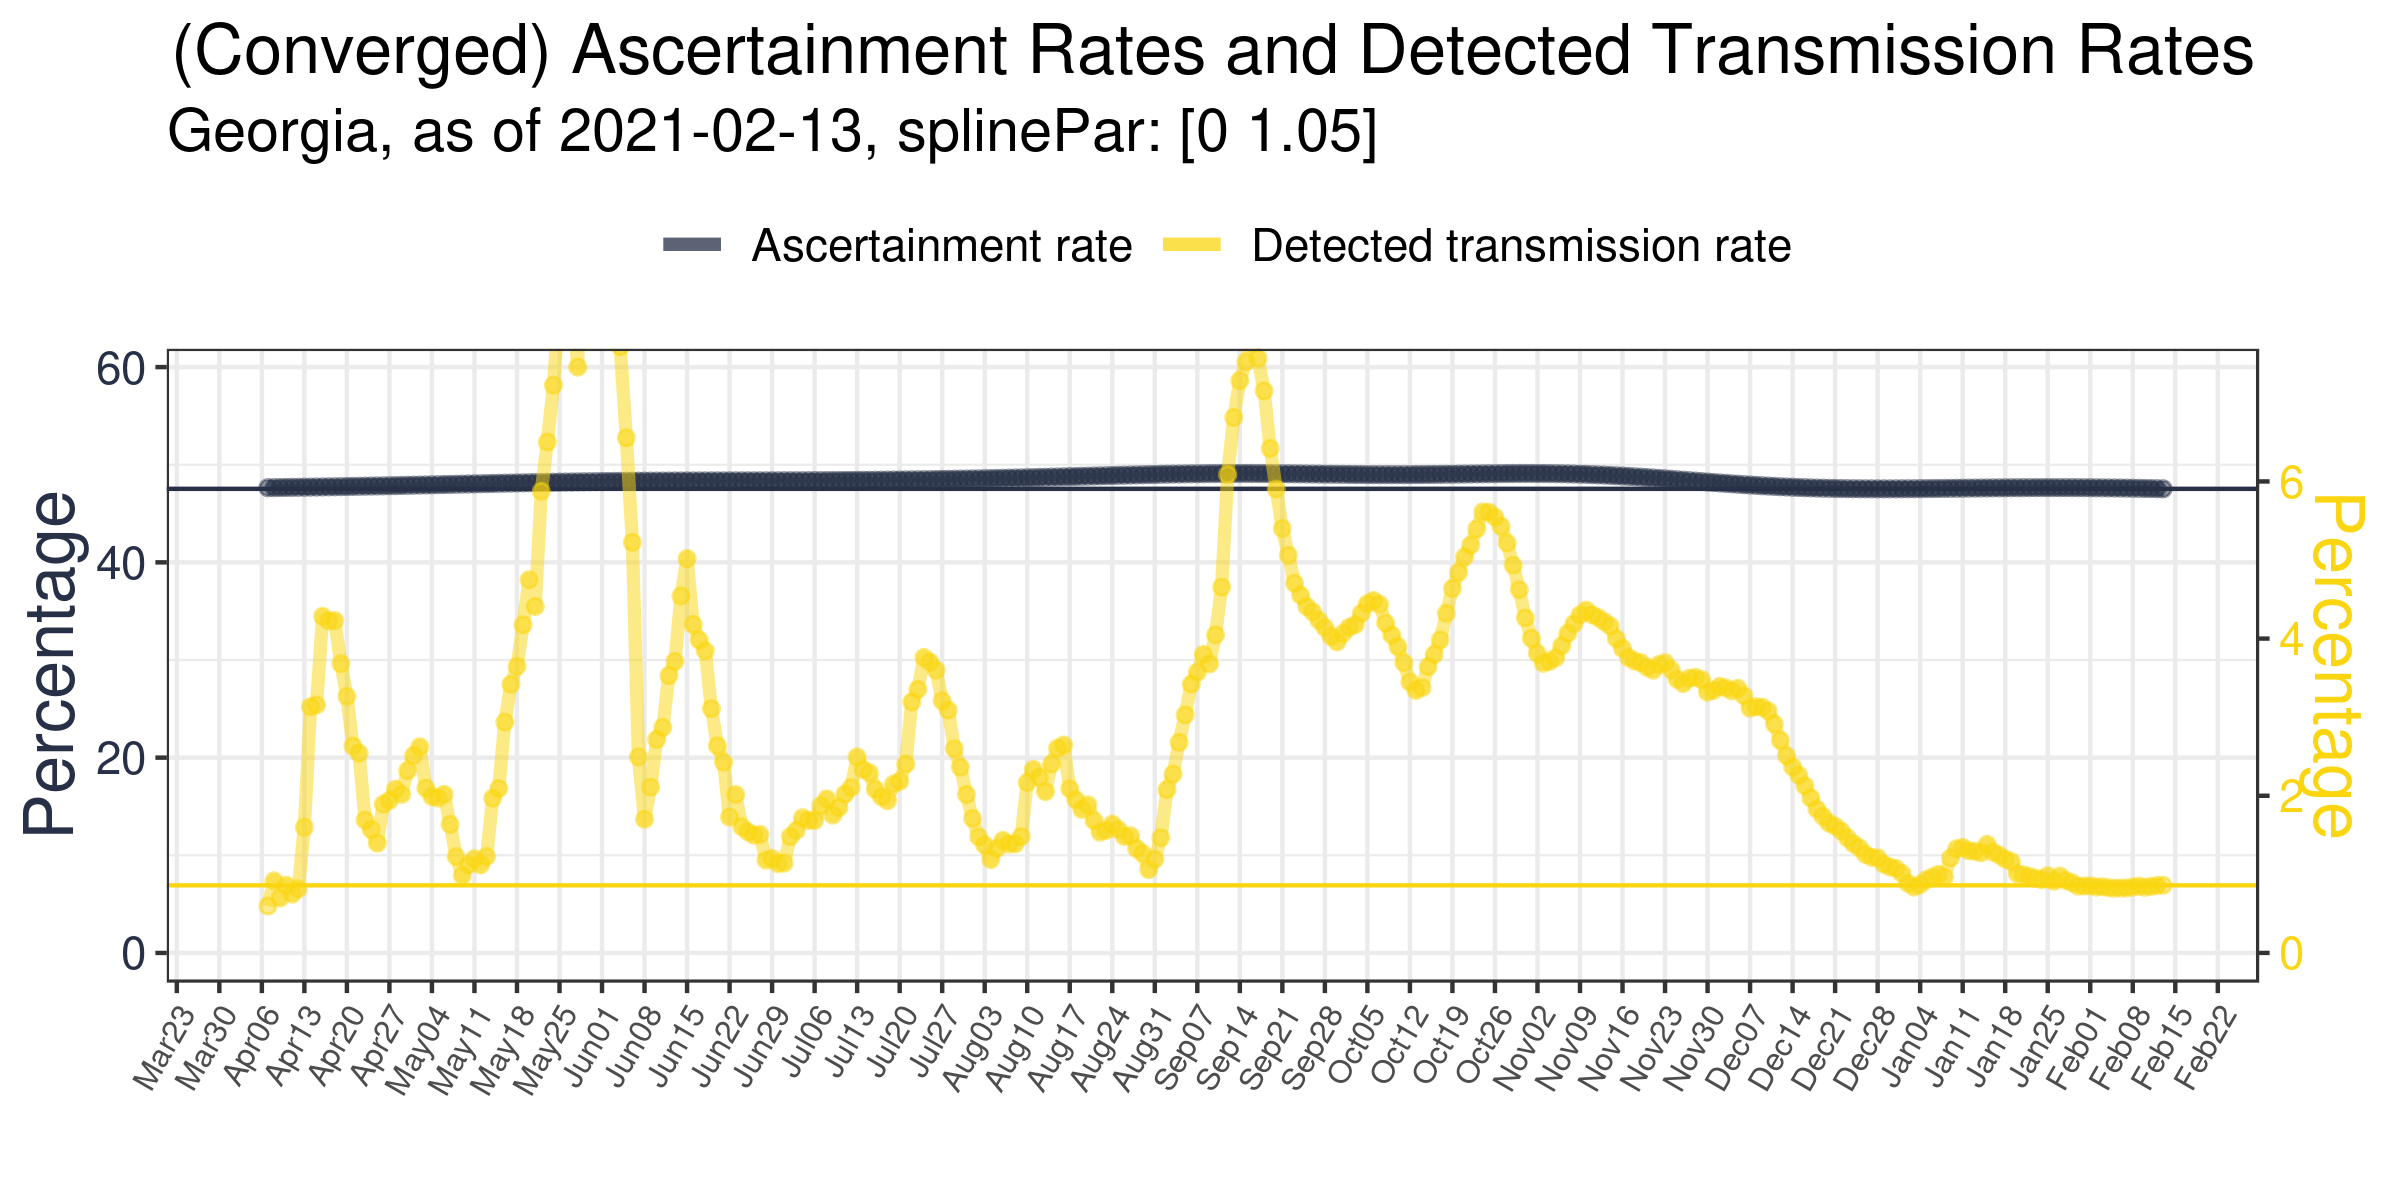 (Converged) Ascertainment Rates and Detected Transmission Rates
Georgia, as of 2021-02-13, splinePar: [0 1.05]
Ascertainment rate Detected transmission rate
Percentage
60
40
20
0
6
4
2
0
Percentage
Mar23 Mar30 Apr06 Apr13 Apr20 Apr27 May04 May11 May18 May25 Jun01 Jun08 Jun15 Jun22 Jun29 Jul06 Jul13 Jul20 Jul27 Aug03 Aug10 Aug17 Aug24 Aug31 Sep07 Sep14 Sep21 Sep28 Oct05 Oct12 Oct19 Oct26 Nov02 Nov09 Nov16 Nov23 Nov30 Dec07 Dec14 Dec21 Dec28 Jan04 Jan11 Jan18 Jan25 Feb01 Feb08 Feb15 Feb22